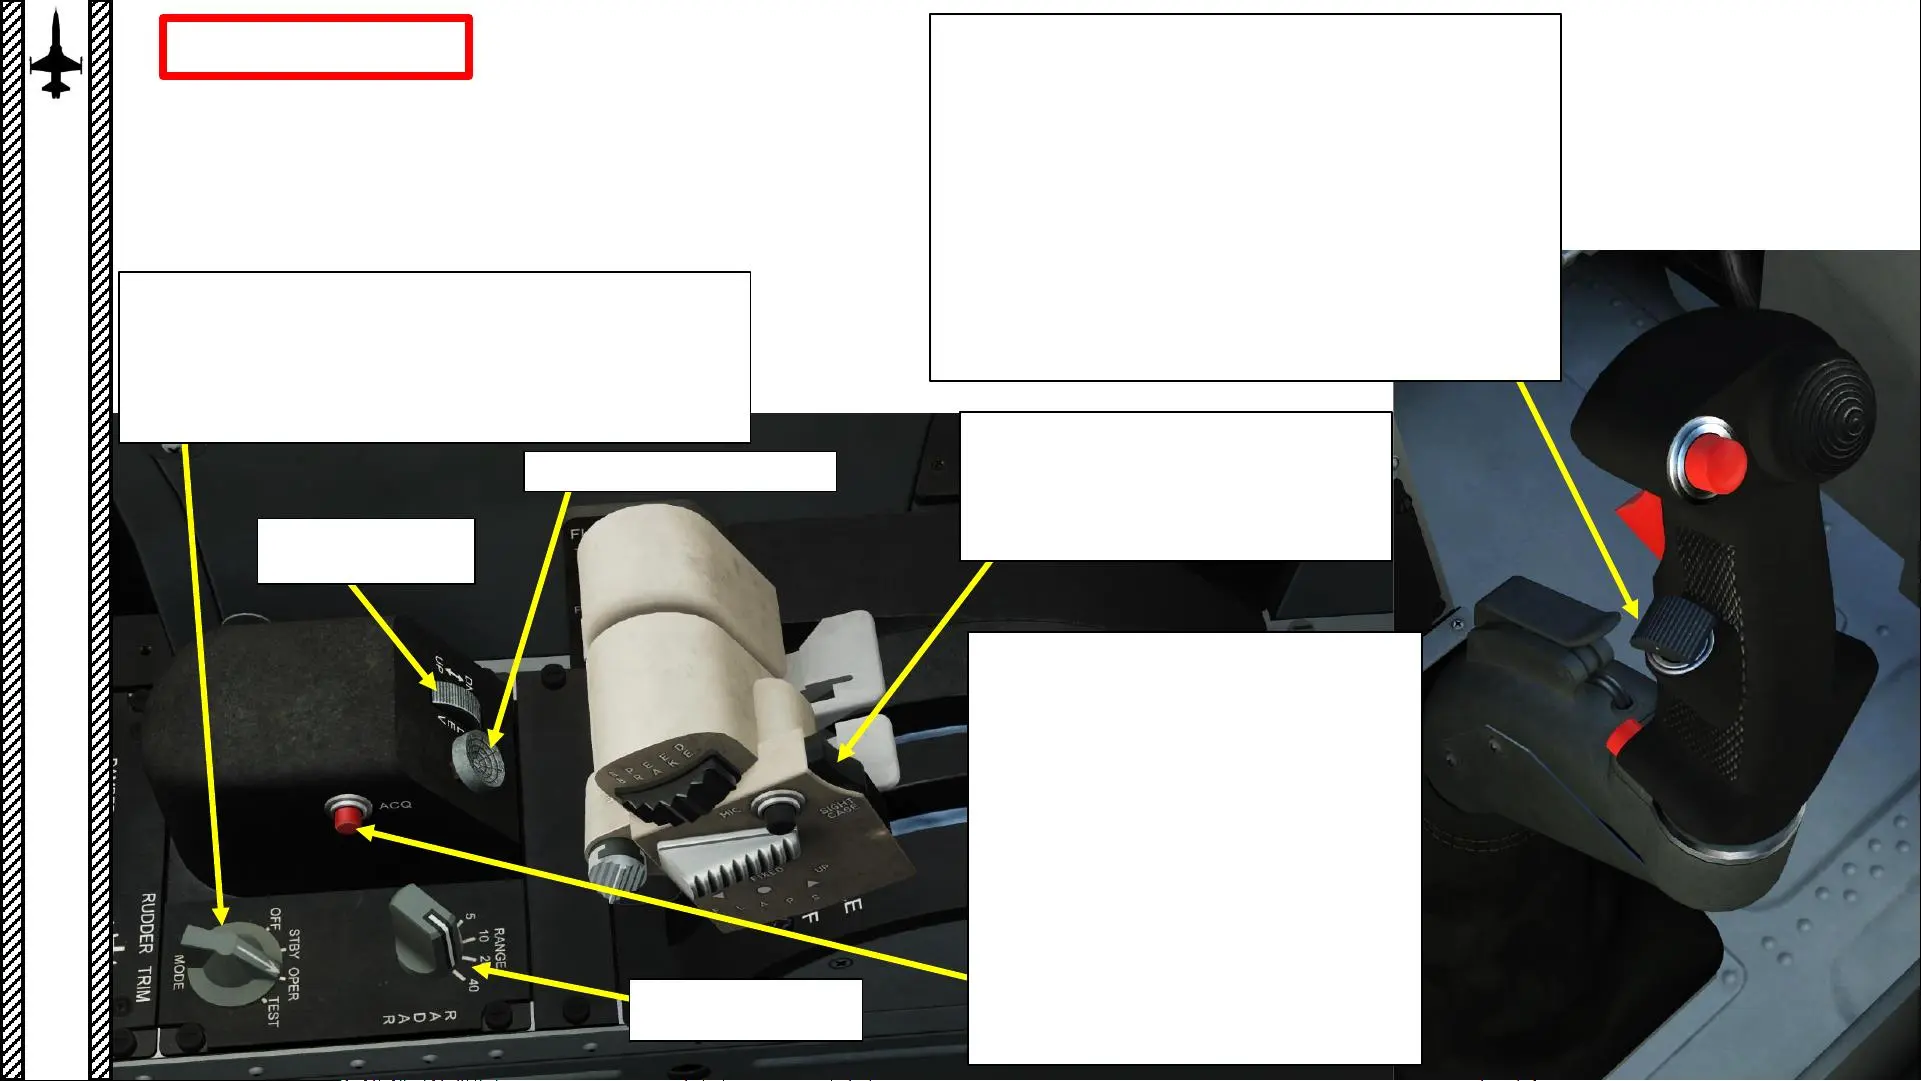 UP
DN
ELEV
SPEED
BRAKE
ACQ
MIC
SIGHT
CAGE
FIXED
UP
FLAPS
E
F
RUDDER TRIM
OFF
STBY
OPER
TEST
MODE
5
10
40
RANGE
RADAR